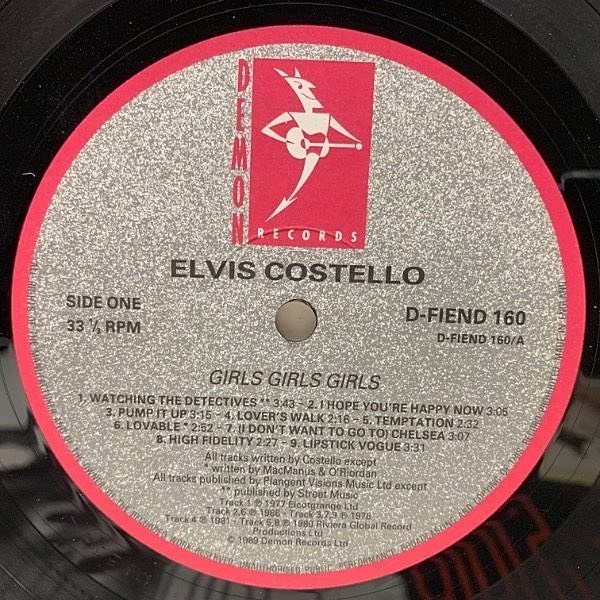 DEMON
RECORDS
ELVIS COSTELLO
SIDE ONE
33 ⅓ RPM
D-FIEND 160
D-FIEND 160/A
GIRLS GIRLS GIRLS
1. WATCHING THE DETECTIVES ** 3:43 - 2. I HOPE YOU'RE HAPPY NOW 3:05
3. PUMP IT UP 3:15 - 4. LOVER'S WALK 2:16 - 5. TEMPTATION 2:32
6. LOVABLE * 2:52 - 7. (I DON'T WANT TO GO TO) CHELSEA 3:07
8. HIGH FIDELITY 2:27 - 9. LIPSTICK VOGUE 3:31
All tracks written by Costello except
* written by MacManus & O'Riordan
All tracks published by Plangent Visions Music Ltd except
** published by Street Music
Track 1 ℗ 1977 Elcotgrange Ltd
Track 2,6 ℗ 1986 - Track 3,7,9 ℗ 1978
Track 4 ℗ 1981 - Track 5,8 ℗ 1980 Riviera Global Record
Productions Ltd
© 1989 Demon Records Ltd
UNAUTHORISED PUBLIC PERFORMANCE